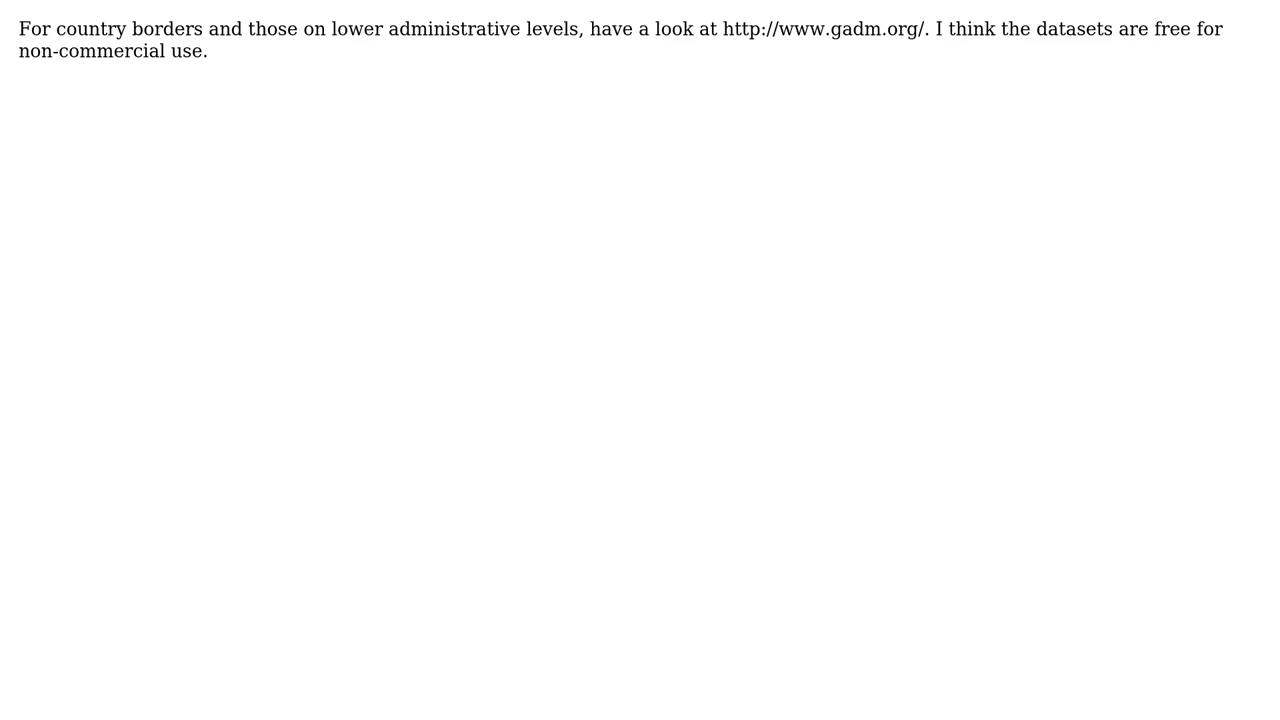 For country borders and those on lower administrative levels, have a look at http://www.gadm.org/. I think the datasets are free for
non-commercial use.